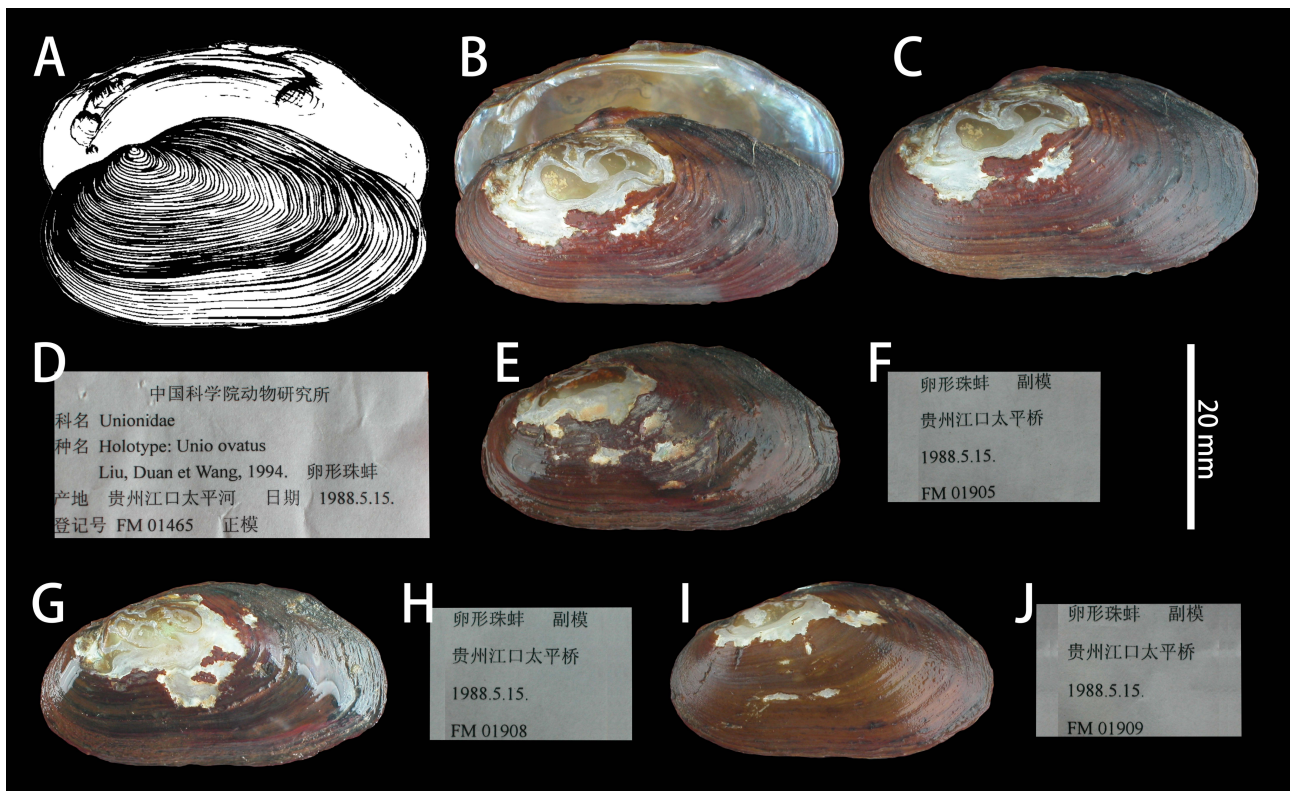 A
B
C
D
中国科学院动物研究所
科名 Unionidae
种名 Holotype: Unio ovatus
Liu, Duan et Wang, 1994. 卵形珠蚌
产地 贵州江口太平河 日期 1988.5.15.
登记号 FM 01465 正模
E
F
卵形珠蚌 副模
贵州江口太平桥
1988.5.15.
FM 01905
20 mm
G
H
卵形珠蚌 副模
贵州江口太平桥
1988.5.15.
FM 01908
I
J
卵形珠蚌 副模
贵州江口太平桥
1988.5.15.
FM 01909